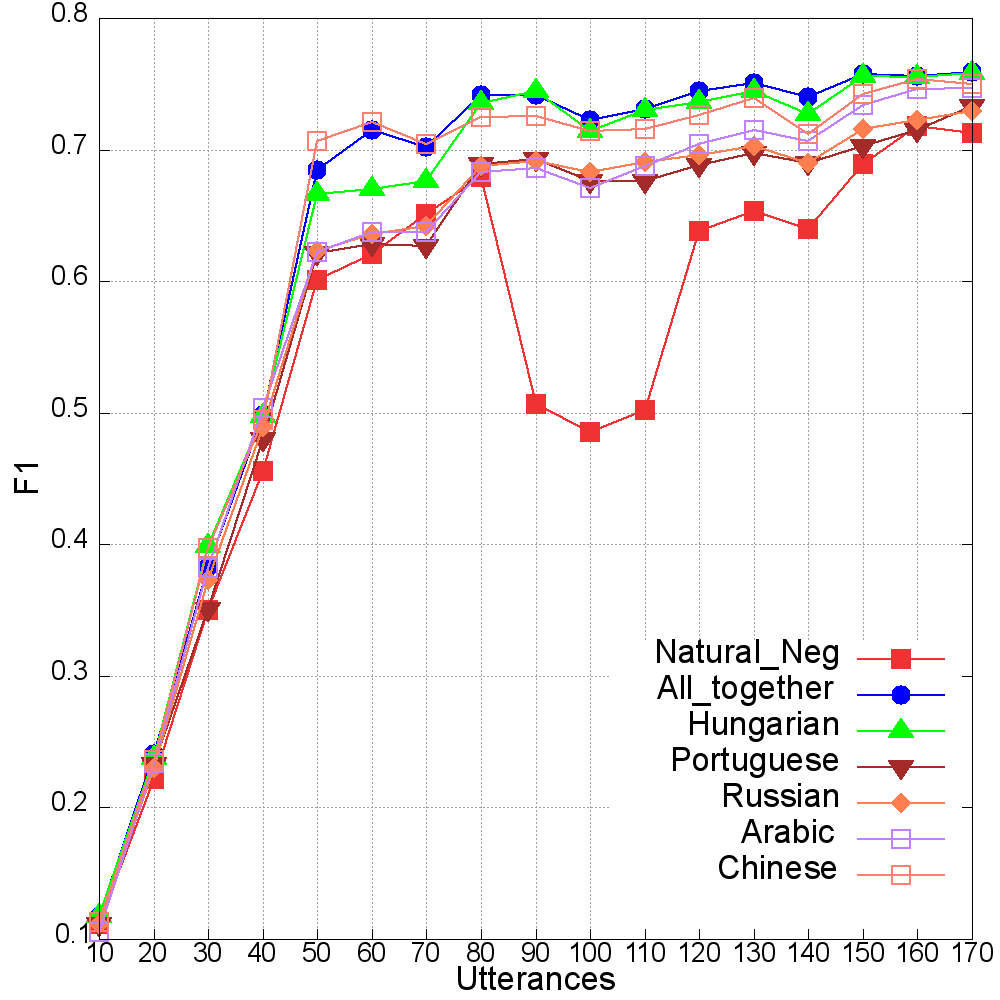 0.8
0.7
0.6
0.5
0.4
0.3
0.2
0.1
F1
10 20 30 40 50 60 70 80 90 100 110 120 130 140 150 160 170
Utterances
Natural_Neg
All_together
Hungarian
Portuguese
Russian
Arabic
Chinese